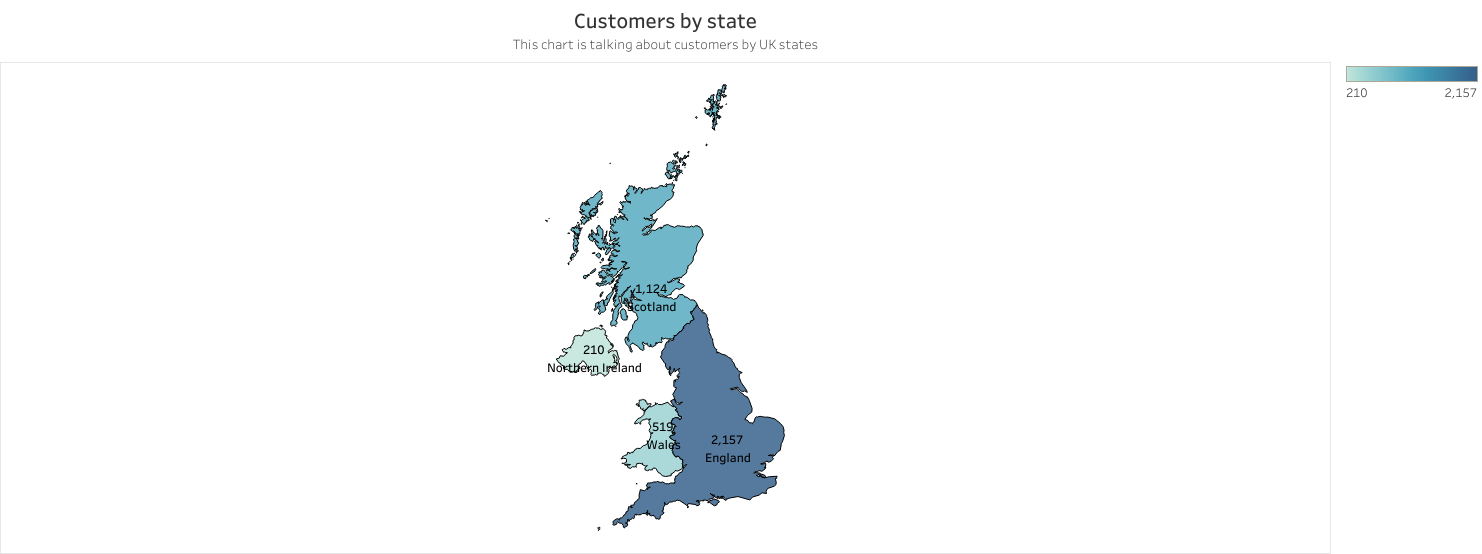 Customers by state
This chart is talking about customers by UK states
210
2,157
1,124
Scotland
210
Northern Ireland
519
Wales
2,157
England